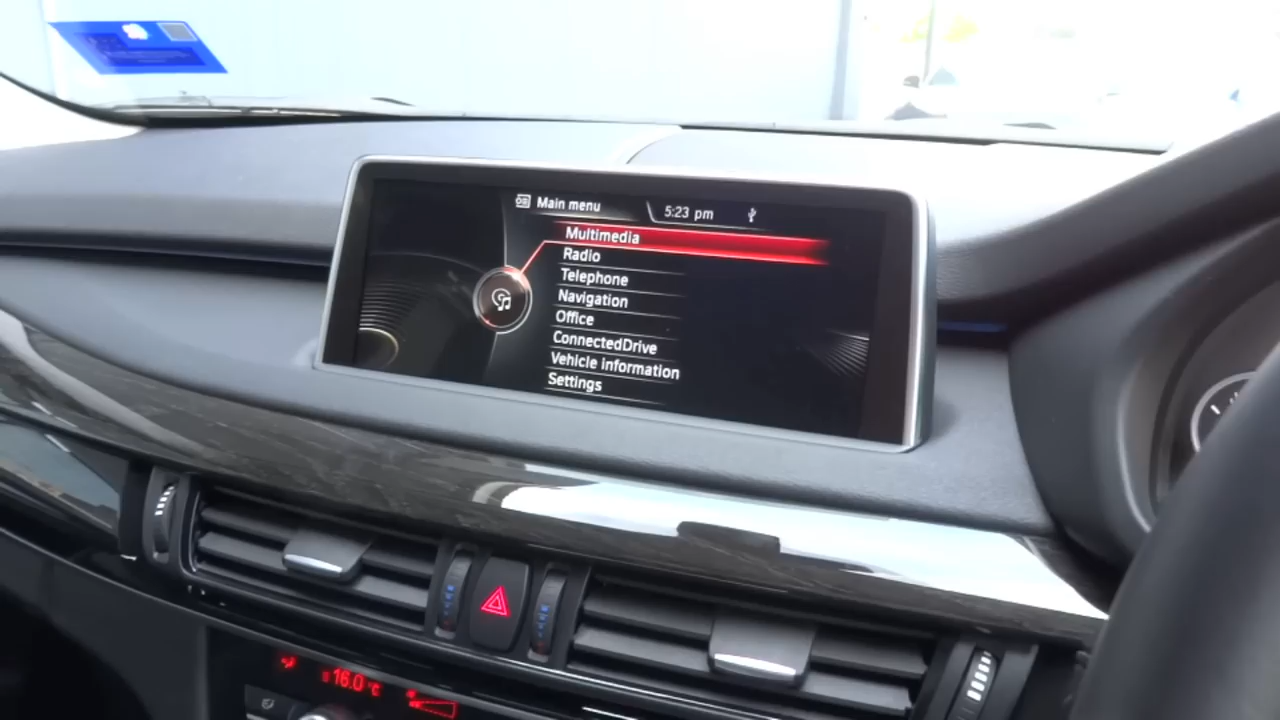 Main menu
5:23 pm
Multimedia
Radio
Telephone
Navigation
Office
ConnectedDrive
Vehicle information
Settings
16.0°C